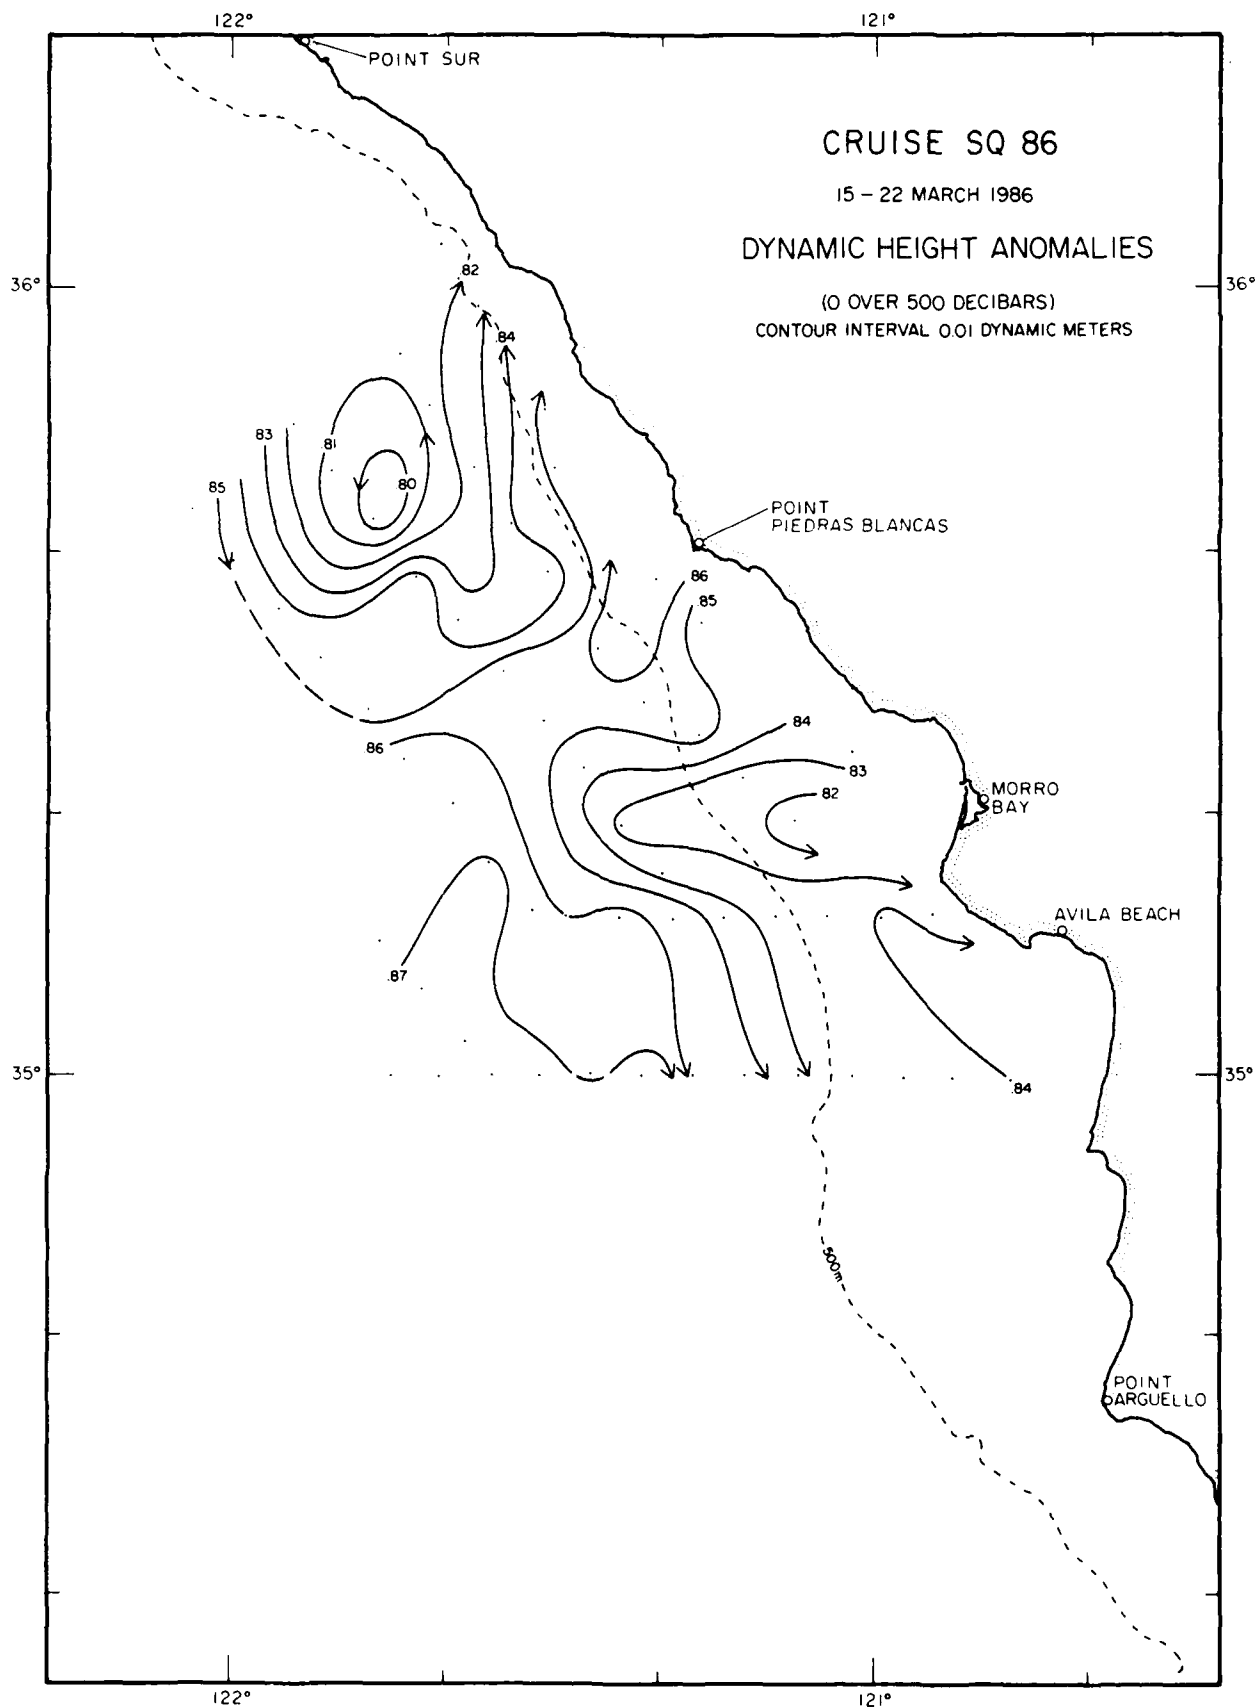 122°
121°
POINT SUR
CRUISE SQ 86
15 – 22 MARCH 1986
DYNAMIC HEIGHT ANOMALIES
(0 OVER 500 DECIBARS)
CONTOUR INTERVAL 0.01 DYNAMIC METERS
36°
36°
.82
.84
.83
.81
.80
.85
POINT
PIEDRAS BLANCAS
.86
.85
.84
.86
.83
.82
MORRO
BAY
AVILA BEACH
.87
35°
35°
.84
500m
POINT
ARGUELLO
122°
121°